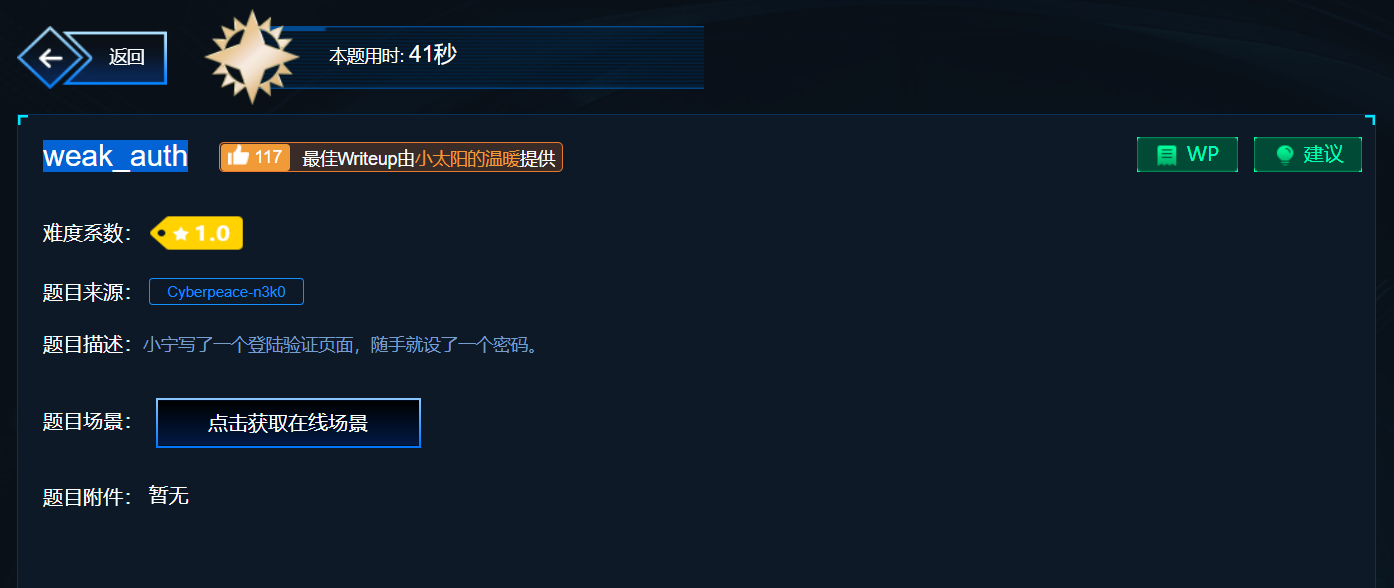 返回
本题用时: 41秒
weak_auth
117 最佳Writeup由小太阳的温暖提供
WP
建议
难度系数： 1.0
题目来源： Cyberpeace-n3k0
题目描述： 小宁写了一个登陆验证页面，随手就设了一个密码。
题目场景： 点击获取在线场景
题目附件： 暂无